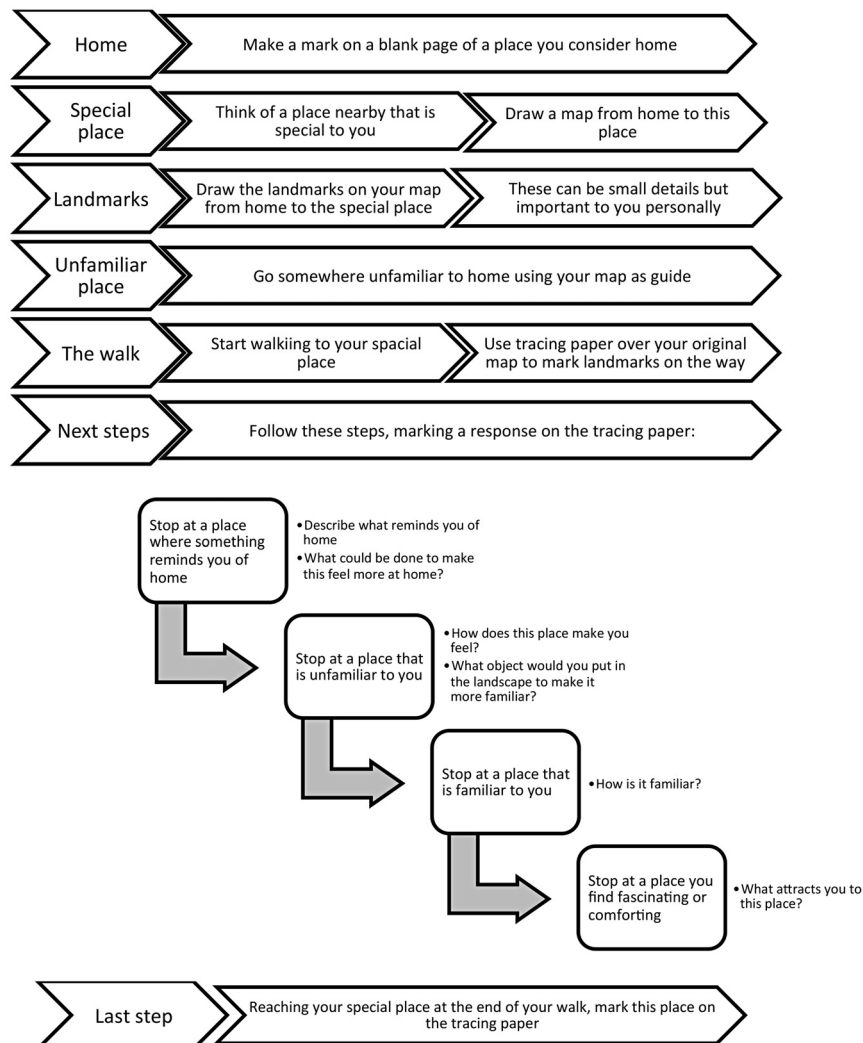 Home
Make a mark on a blank page of a place you consider home
Special
place
Think of a place nearby that is
special to you
Draw a map from home to this
place
Landmarks
Draw the landmarks on your map
from home to the special place
These can be small details but
important to you personally
Unfamiliar
place
Go somewhere unfamiliar to home using your map as guide
The walk
Start walkiing to your spacial
place
Use tracing paper over your original
map to mark landmarks on the way
Next steps
Follow these steps, marking a response on the tracing paper:
Stop at a place
where something
reminds you of
home
•Describe what reminds you of
home
•What could be done to make
this feel more at home?
Stop at a place that
is unfamiliar to you
•How does this place make you
feel?
•What object would you put in
the landscape to make it
more familiar?
Stop at a place that
is familiar to you
•How is it familiar?
Stop at a place you
find fascinating or
comforting
•What attracts you to
this place?
Last step
Reaching your special place at the end of your walk, mark this place on
the tracing paper